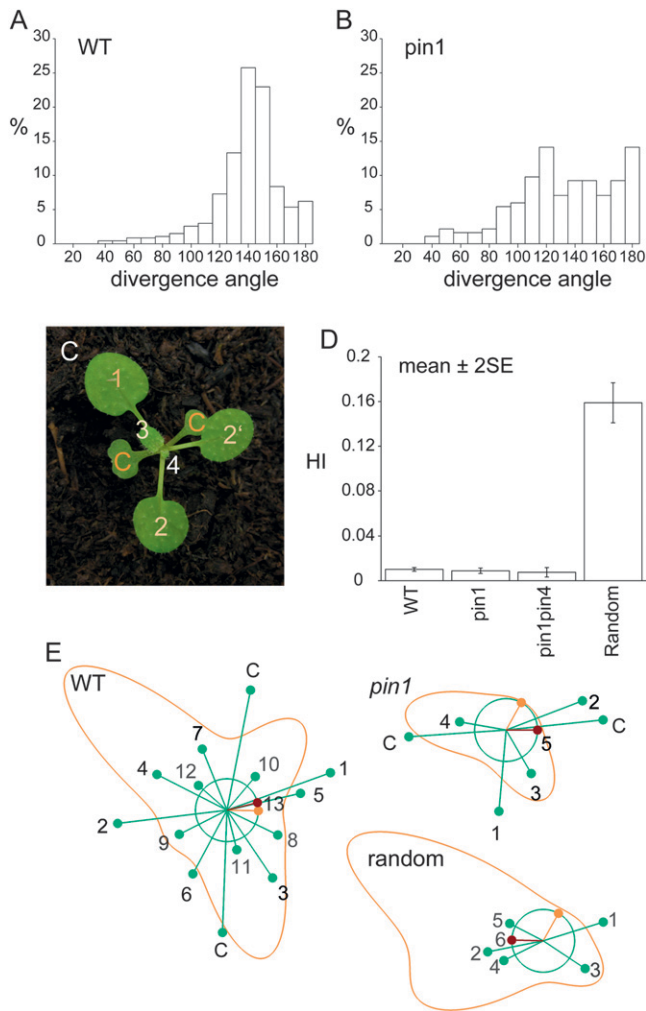 A
WT
30
25
20
%
15
10
5
0
20 40 60 80 100 120 140 160 180
divergence angle
B
pin1
30
25
20
%
15
10
5
0
20 40 60 80 100 120 140 160 180
divergence angle
C
1
3
C
2'
C
4
2
D
mean ± 2SE
0.2
0.16
HI
0.12
0.08
0.04
0
WT
pin1
pin1pin4
Random
E
WT
C
7
10
1
4
12
5
13
2
9
8
11
6
3
C
pin1
2
4
C
C
5
3
1
random
5
1
6
2
4
3